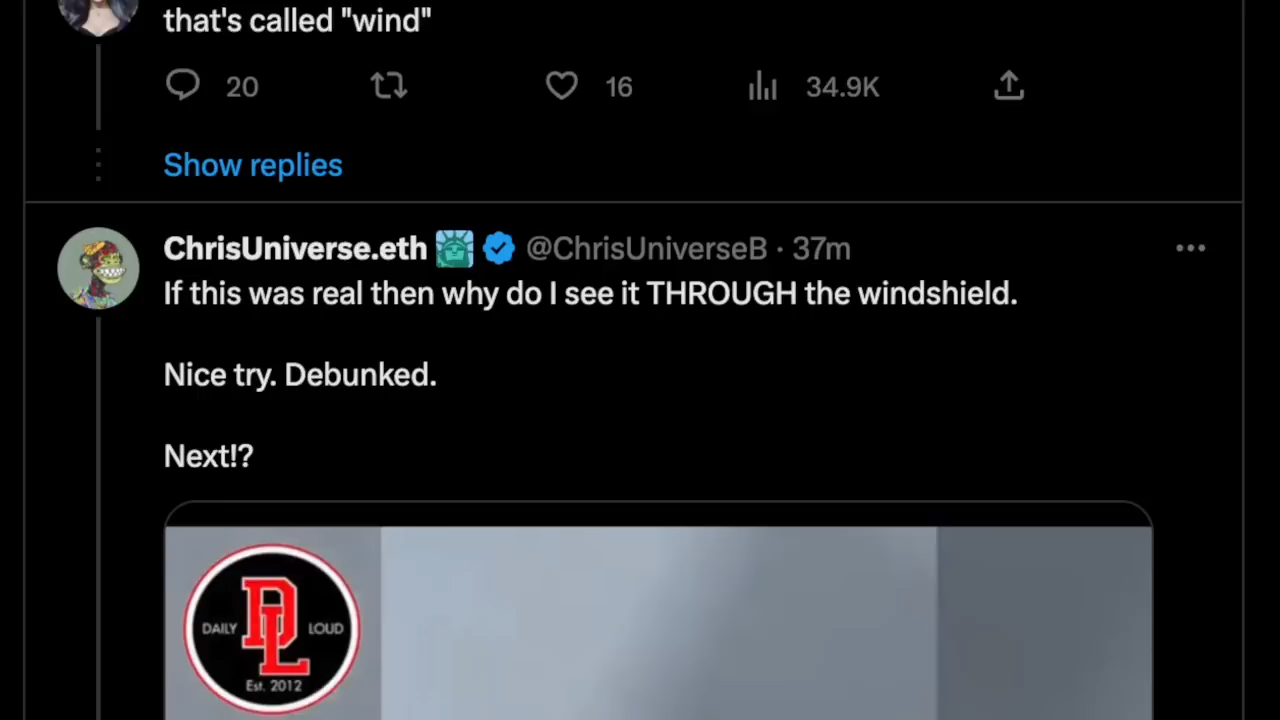 that's called "wind"
20 16 34.9K
Show replies
ChrisUniverse.eth @ChrisUniverseB · 37m
If this was real then why do I see it THROUGH the windshield.
Nice try. Debunked.
Next!?
DL
DAILY LOUD
Est. 2012